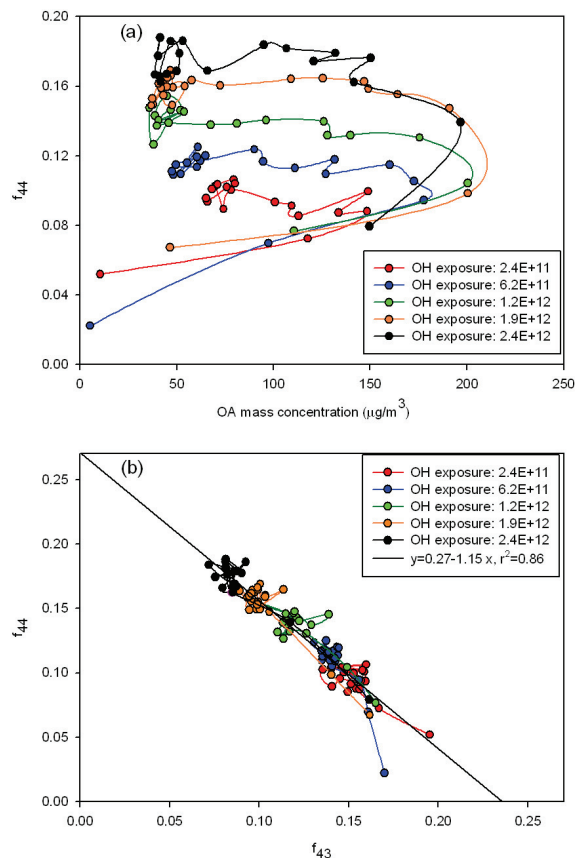 (a)
f44
0.20
0.16
0.12
0.08
0.04
0.00
OH exposure: 2.4E+11
OH exposure: 6.2E+11
OH exposure: 1.2E+12
OH exposure: 1.9E+12
OH exposure: 2.4E+12
0 50 100 150 200 250
OA mass concentration (μg/m³)
(b)
f44
0.25
0.20
0.15
0.10
0.05
0.00
OH exposure: 2.4E+11
OH exposure: 6.2E+11
OH exposure: 1.2E+12
OH exposure: 1.9E+12
OH exposure: 2.4E+12
y=0.27-1.15 x, r²=0.86
0.00 0.05 0.10 0.15 0.20 0.25
f43